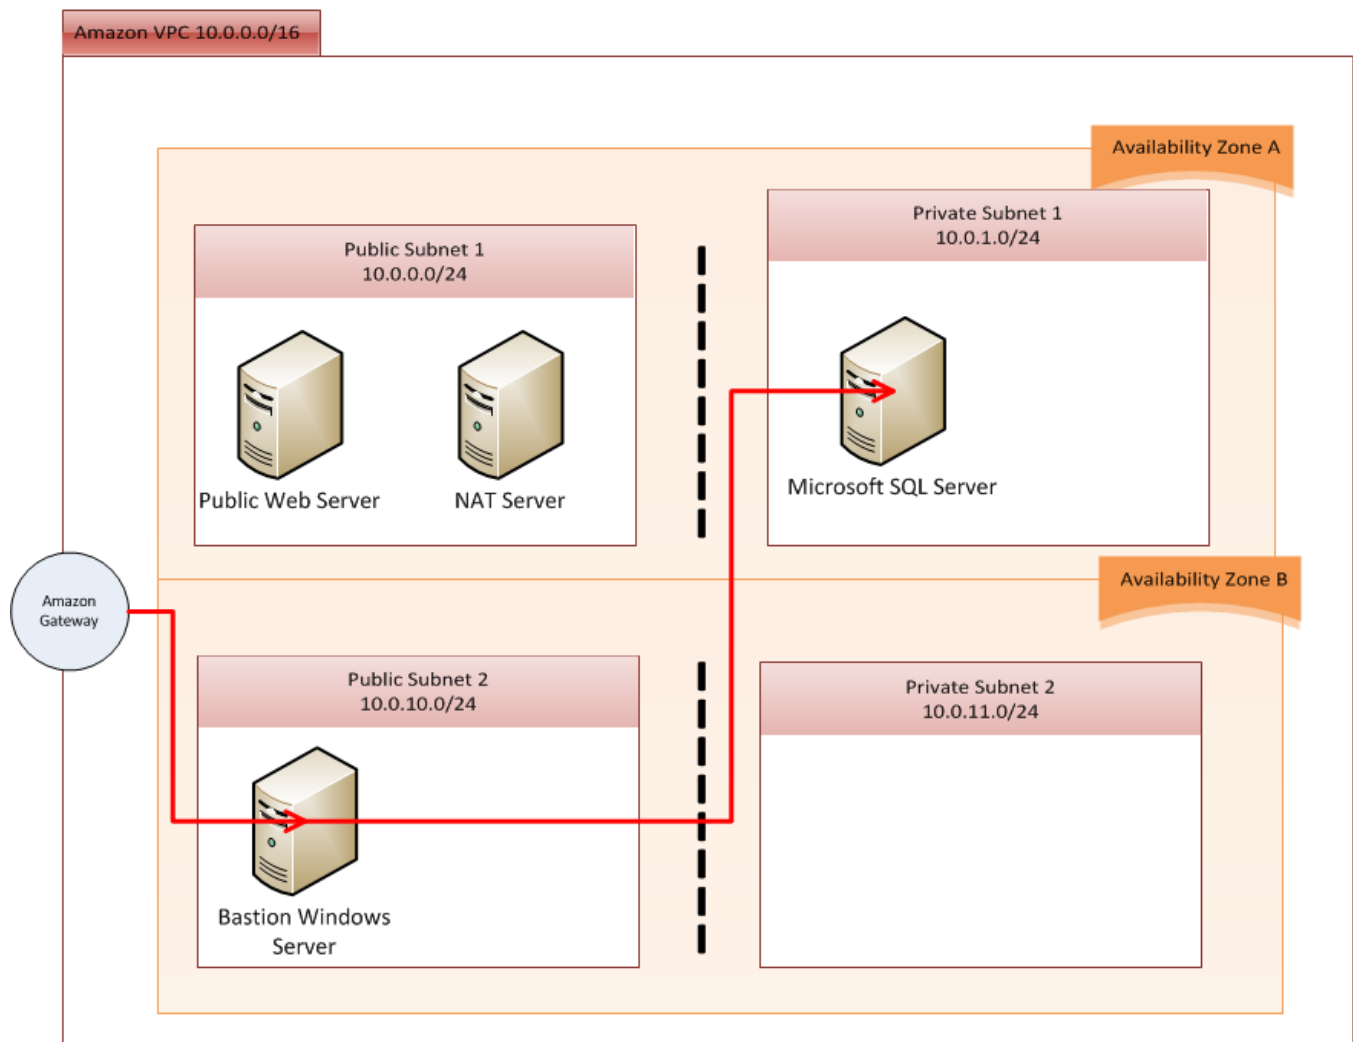 Amazon VPC 10.0.0.0/16
Availability Zone A
Public Subnet 1
10.0.0.0/24
Private Subnet 1
10.0.1.0/24
Public Web Server
NAT Server
Microsoft SQL Server
Amazon
Gateway
Availability Zone B
Public Subnet 2
10.0.10.0/24
Private Subnet 2
10.0.11.0/24
Bastion Windows
Server